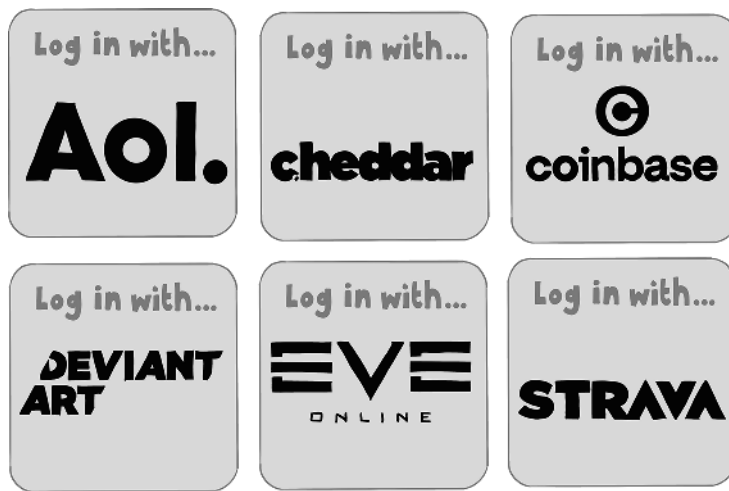 Log in with...
Aol.
Log in with...
cheddar
Log in with...
coinbase
Log in with...
DEVIANT
ART
Log in with...
EVE
ONLINE
Log in with...
STRAVA